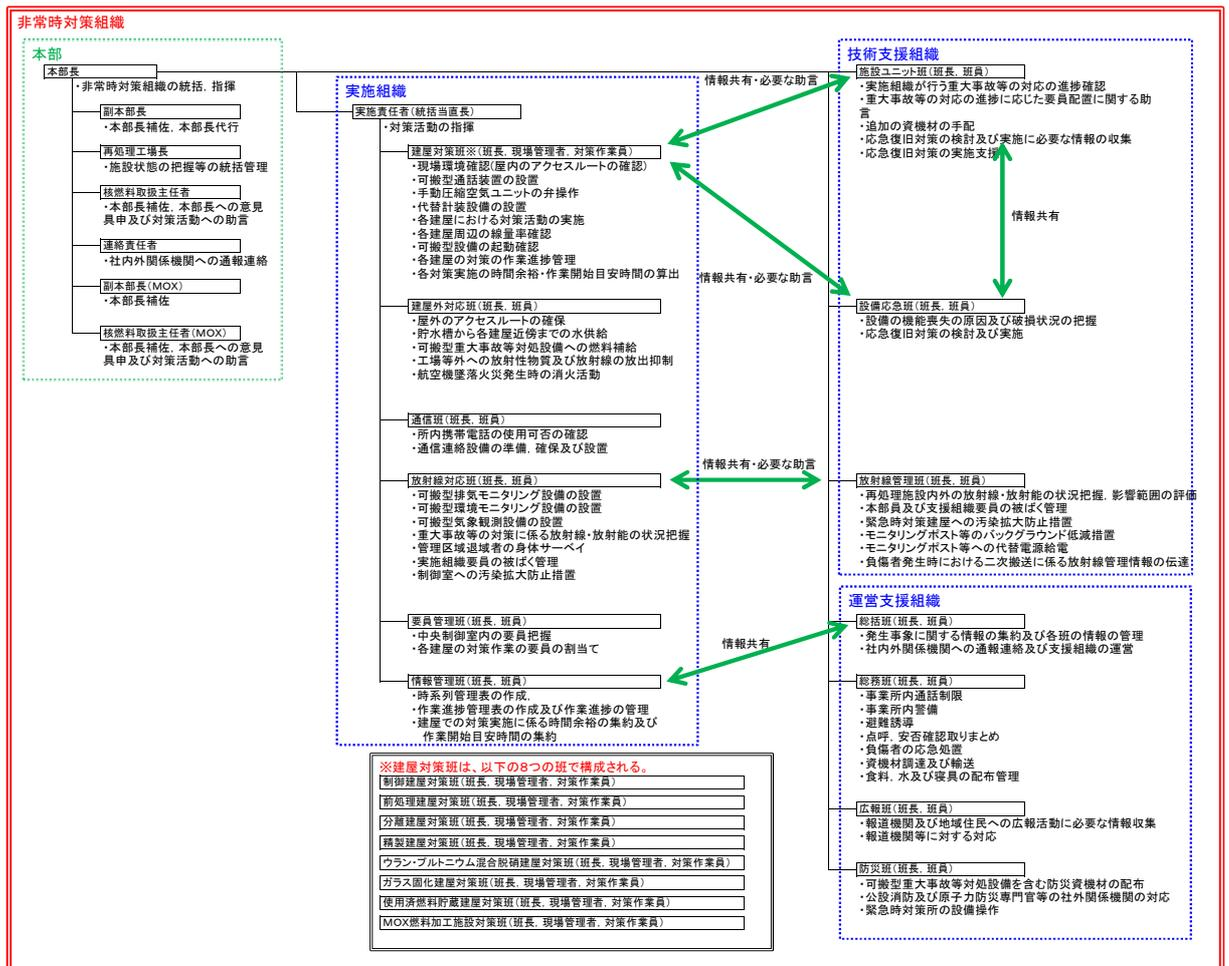 非常時対策組織
本部
本部長
・非常時対策組織の統括，指揮
副本部長
・本部長補佐，本部長代行
再処理工場長
・施設状態の把握等の統括管理
核燃料取扱主任者
・本部長補佐，本部長への意見
具申及び対策活動への助言
連絡責任者
・社内外関係機関への通報連絡
副本部長（MOX）
・本部長補佐
核燃料取扱主任者（MOX）
・本部長補佐，本部長への意見
具申及び対策活動への助言
実施組織
実施責任者（統括当直長）
・対策活動の指揮
建屋対策班※（班長，現場管理者，対策作業員）
・現場環境確認（屋内のアクセスルートの確認）
・可搬型通話装置の設置
・手動圧縮空気ユニットの弁操作
・代替計装設備の設置
・各建屋における対策活動の実施
・各建屋周辺の線量率確認
・可搬型設備の起動確認
・各建屋の対策の作業進捗管理
・各対策実施の時間余裕・作業開始目安時間の算出
建屋外対応班（班長，班員）
・屋外のアクセスルートの確保
・貯水槽から各建屋近傍までの水供給
・可搬型重大事故等対処設備への燃料補給
・工場等外への放射性物質及び放射線の放出抑制
・航空機墜落火災発生時の消火活動
通信班（班長，班員）
・所内携帯電話の使用可否の確認
・通信連絡設備の準備，確保及び設置
放射線対応班（班長，班員）
・可搬型排気モニタリング設備の設置
・可搬型環境モニタリング設備の設置
・可搬型気象観測設備の設置
・重大事故等の対策に係る放射線・放射能の状況把握
・管理区域退域者の身体サーベイ
・実施組織要員の被ばく管理
・制御室への汚染拡大防止措置
要員管理班（班長，班員）
・中央制御室内の要員把握
・各建屋の対策作業の要員の割当て
情報管理班（班長，班員）
・時系列管理表の作成，
・作業進捗管理表の作成及び作業進捗の管理
・建屋での対策実施に係る時間余裕の集約及び
作業開始目安時間の集約
※建屋対策班は、以下の8つの班で構成される。
制御建屋対策班（班長，現場管理者，対策作業員）
前処理建屋対策班（班長，現場管理者，対策作業員）
分離建屋対策班（班長，現場管理者，対策作業員）
精製建屋対策班（班長，現場管理者，対策作業員）
ウラン・プルトニウム混合脱硝建屋対策班（班長，現場管理者，対策作業員）
ガラス固化建屋対策班（班長，現場管理者，対策作業員）
使用済燃料貯蔵建屋対策班（班長，現場管理者，対策作業員）
MOX燃料加工施設対策班（班長，現場管理者，対策作業員）
情報共有・必要な助言
情報共有・必要な助言
情報共有・必要な助言
情報共有
技術支援組織
施設ユニット班（班長，班員）
・実施組織が行う重大事故等の対応の進捗確認
・重大事故等の対応の進捗に応じた要員配置に関する助
言
・追加の資機材の手配
・応急復旧対策の検討及び実施に必要な情報の収集
・応急復旧対策の実施支援
情報共有
設備応急班（班長，班員）
・設備の機能喪失の原因及び破損状況の把握
・応急復旧対策の検討及び実施
放射線管理班（班長，班員）
・再処理施設内外の放射線・放射能の状況把握，影響範囲の評価
・本部員及び支援組織要員の被ばく管理
・緊急時対策建屋への汚染拡大防止措置
・モニタリングポスト等のバックグラウンド低減措置
・モニタリングポスト等への代替電源給電
・負傷者発生時における二次搬送に係る放射線管理情報の伝達
運営支援組織
総括班（班長，班員）
・発生事象に関する情報の集約及び各班の情報の管理
・社内外関係機関への通報連絡及び支援組織の運営
総務班（班長，班員）
・事業所内通話制限
・事業所内警備
・避難誘導
・点呼，安否確認取りまとめ
・負傷者の応急処置
・資機材調達及び輸送
・食料，水及び寝具の配布管理
広報班（班長，班員）
・報道機関及び地域住民への広報活動に必要な情報収集
・報道機関等に対する対応
防災班（班長，班員）
・可搬型重大事故等対処設備を含む防災資機材の配布
・公設消防及び原子力防災専門官等の社外関係機関の対応
・緊急時対策所の設備操作